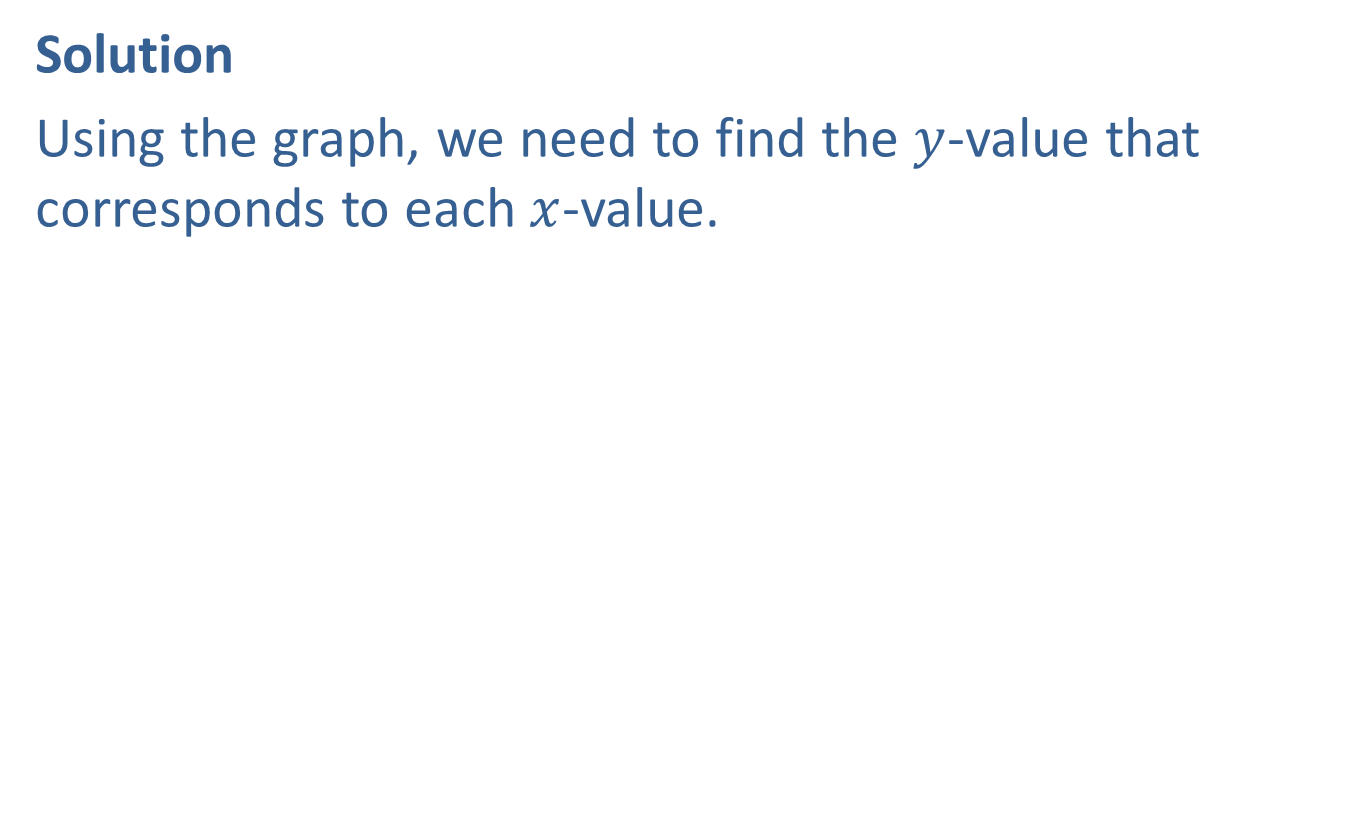 Solution
Using the graph, we need to find the 𝑦-value that
corresponds to each 𝑥-value.